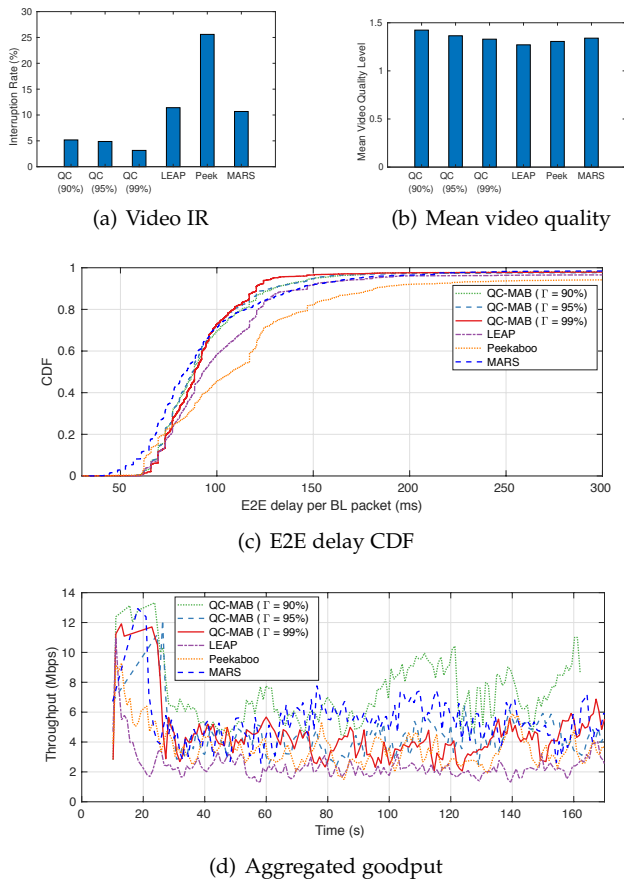 30
25
20
15
10
5
0
Interruption Rate (%)
QC (90%)
QC (95%)
QC (99%)
LEAP
Peek
MARS
(a) Video IR
1.5
1
0.5
0
Mean Video Quality Level
QC (90%)
QC (95%)
QC (99%)
LEAP
Peek
MARS
(b) Mean video quality
1
0.8
0.6
0.4
0.2
0
CDF
QC-MAB ( Γ = 90%)
QC-MAB ( Γ = 95%)
QC-MAB ( Γ = 99%)
LEAP
Peekaboo
MARS
50 100 150 200 250 300
E2E delay per BL packet (ms)
(c) E2E delay CDF
14
12
10
8
6
4
2
0
Throughput (Mbps)
QC-MAB ( Γ = 90%)
QC-MAB ( Γ = 95%)
QC-MAB ( Γ = 99%)
LEAP
Peekaboo
MARS
0 20 40 60 80 100 120 140 160
Time (s)
(d) Aggregated goodput